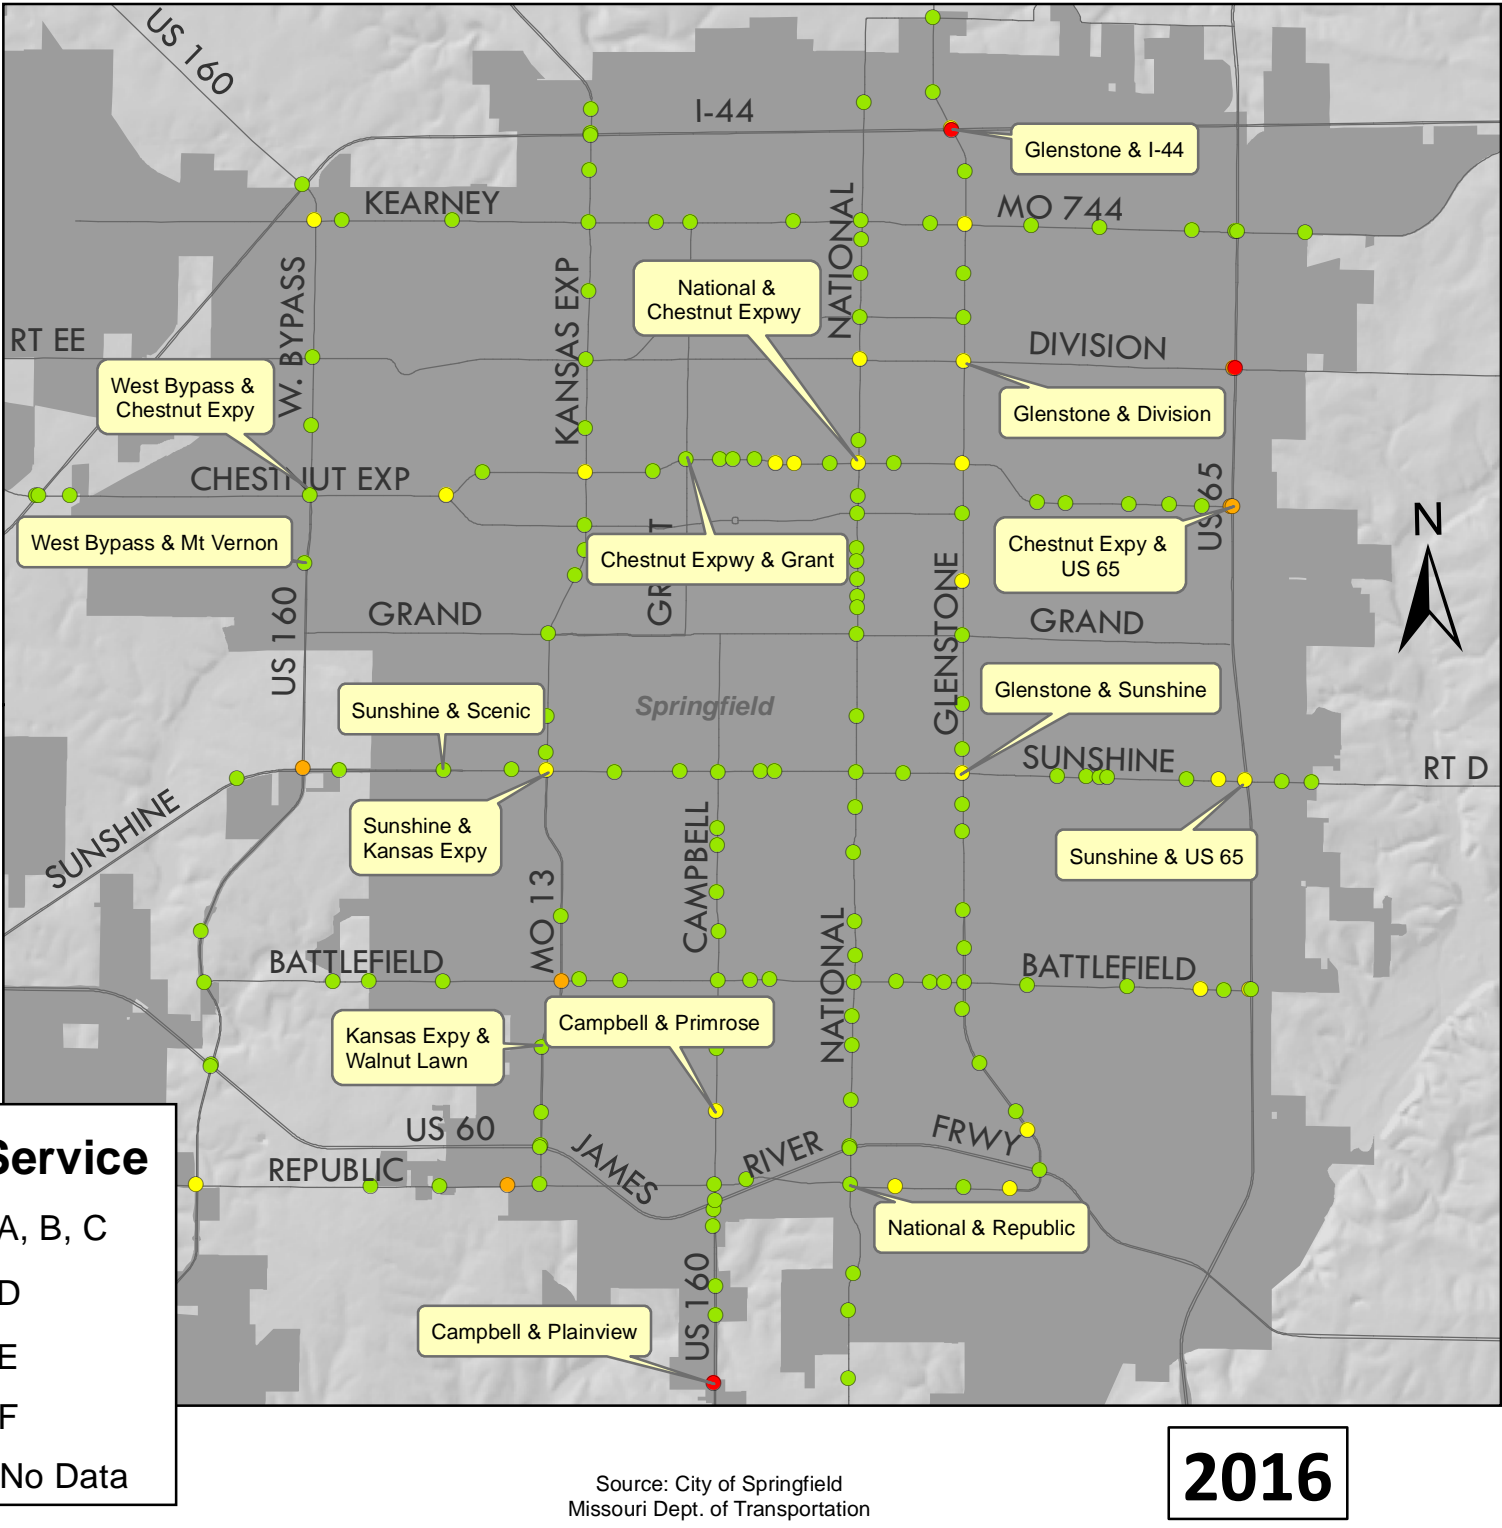 US 160
I-44
Glenstone & I-44
KEARNEY
MO 744
NATIONAL
W. BYPASS
KANSAS EXP
National &
Chestnut Expwy
RT EE
DIVISION
West Bypass &
Chestnut Expy
Glenstone & Division
CHESTNUT EXP
US 65
N
West Bypass & Mt Vernon
Chestnut Expwy & Grant
Chestnut Expy &
US 65
US 160
GRAND
GLENSTONE
GRAND
Sunshine & Scenic
Springfield
Glenstone & Sunshine
SUNSHINE
RT D
SUNSHINE
Sunshine &
Kansas Expy
CAMPBELL
Sunshine & US 65
MO 13
NATIONAL
BATTLEFIELD
BATTLEFIELD
Kansas Expy &
Walnut Lawn
Campbell & Primrose
US 60
JAMES
RIVER
FRWY
REPUBLIC
National & Republic
US 160
Campbell & Plainview
Service
A, B, C
D
E
F
No Data
Source: City of Springfield
Missouri Dept. of Transportation
2016